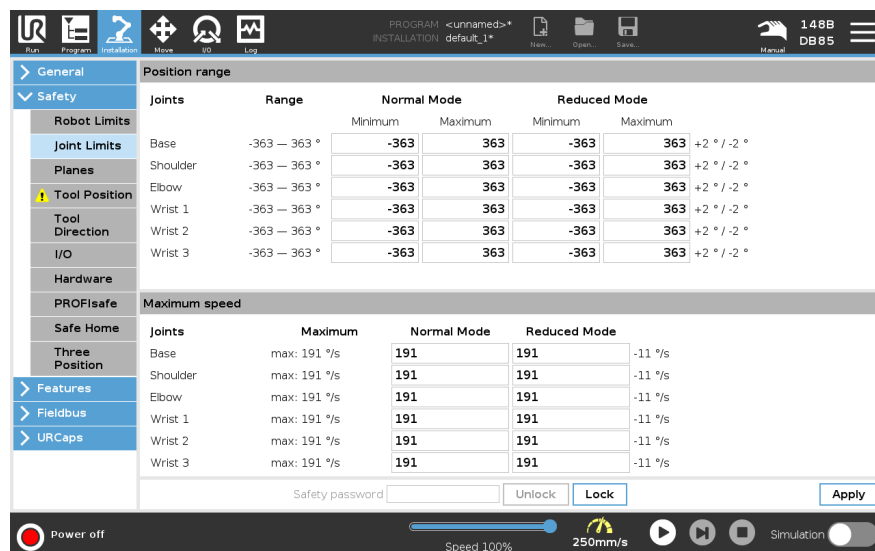 PROGRAM <unnamed>*
INSTALLATION default_1*
Run Program Installation Move I/O Log New... Open... Save... Manual
148B
DB85
General
Safety
Robot Limits
Joint Limits
Planes
Tool Position
Tool
Direction
I/O
Hardware
PROFIsafe
Safe Home
Three
Position
Features
Fieldbus
URCaps
Position range
Joints Range Normal Mode Reduced Mode
Minimum Maximum Minimum Maximum
Base -363 — 363 ° -363 363 -363 363 +2 ° / -2 °
Shoulder -363 — 363 ° -363 363 -363 363 +2 ° / -2 °
Elbow -363 — 363 ° -363 363 -363 363 +2 ° / -2 °
Wrist 1 -363 — 363 ° -363 363 -363 363 +2 ° / -2 °
Wrist 2 -363 — 363 ° -363 363 -363 363 +2 ° / -2 °
Wrist 3 -363 — 363 ° -363 363 -363 363 +2 ° / -2 °
Maximum speed
Joints Maximum Normal Mode Reduced Mode
Base max: 191 °/s 191 191 -11 °/s
Shoulder max: 191 °/s 191 191 -11 °/s
Elbow max: 191 °/s 191 191 -11 °/s
Wrist 1 max: 191 °/s 191 191 -11 °/s
Wrist 2 max: 191 °/s 191 191 -11 °/s
Wrist 3 max: 191 °/s 191 191 -11 °/s
Safety password Unlock Lock Apply
Power off Speed 100% 250mm/s Simulation